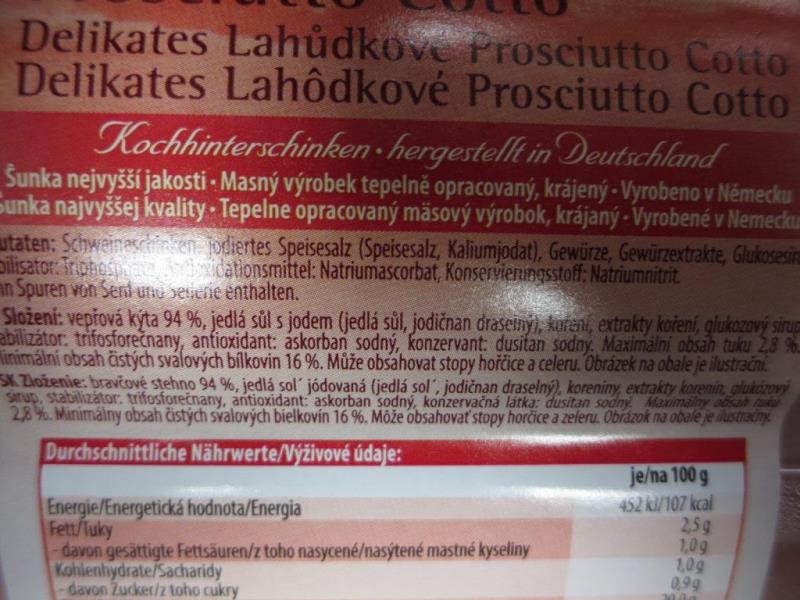 Prosciutto Cotto
Delikates Lahůdkové Prosciutto Cotto
Delikates Lahôdkové Prosciutto Cotto
Kochhinterschinken • hergestellt in Deutschland
Šunka nejvyšší jakosti • Masný výrobek tepelně opracovaný, krájený • Vyrobeno v Německu
Šunka najvyššej kvality • Tepelne opracovaný mäsový výrobok, krájaný • Vyrobené v Nemecku
utaten: Schweineschinken, jodiertes Speisesalz (Speisesalz, Kaliumjodat), Gewürze, Gewürzextrakte, Glukosesiru
bilisator: Triphosphate, Antioxidationsmittel: Natriumascorbat, Konservierungsstoff: Natriumnitrit.
nn Spuren von Senf und Sellerie enthalten.
Složení: vepřová kýta 94 %, jedlá sůl s jodem (jedlá sůl, jodičnan draselný), koření, extrakty koření, glukozový sirup
abilizátor: trifosforečnany, antioxidant: askorban sodný, konzervant: dusitan sodný. Maximální obsah tuku 2,8 %.
Minimální obsah čistých svalových bílkovin 16 %. Může obsahovat stopy hořčice a celeru. Obrázek na obale je ilustrační.
SK. Zloženie: bravčové stehno 94 %, jedlá soľ jódovaná (jedlá soľ, jodičnan draselný), koreniny, extrakty korenín, glukózový
sirup, stabilizátor: trifosforečnany, antioxidant: askorban sodný, konzervačná látka: dusitan sodný. Maximálny obsah tuku
2,8 %. Minimálny obsah čistých svalových bielkovín 16 %. Môže obsahovať stopy horčice a zeleru. Obrázok na obale je ilustračný.
Durchschnittliche Nährwerte/Výživové údaje:
je/na 100 g
Energie/Energetická hodnota/Energia 452 kJ/107 kcal
Fett/Tuky 2,5 g
- davon gesättigte Fettsäuren/z toho nasycené/nasýtené mastné kyseliny 1,0 g
Kohlenhydrate/Sacharidy 1,0 g
- davon Zucker/z toho cukry 0,9 g